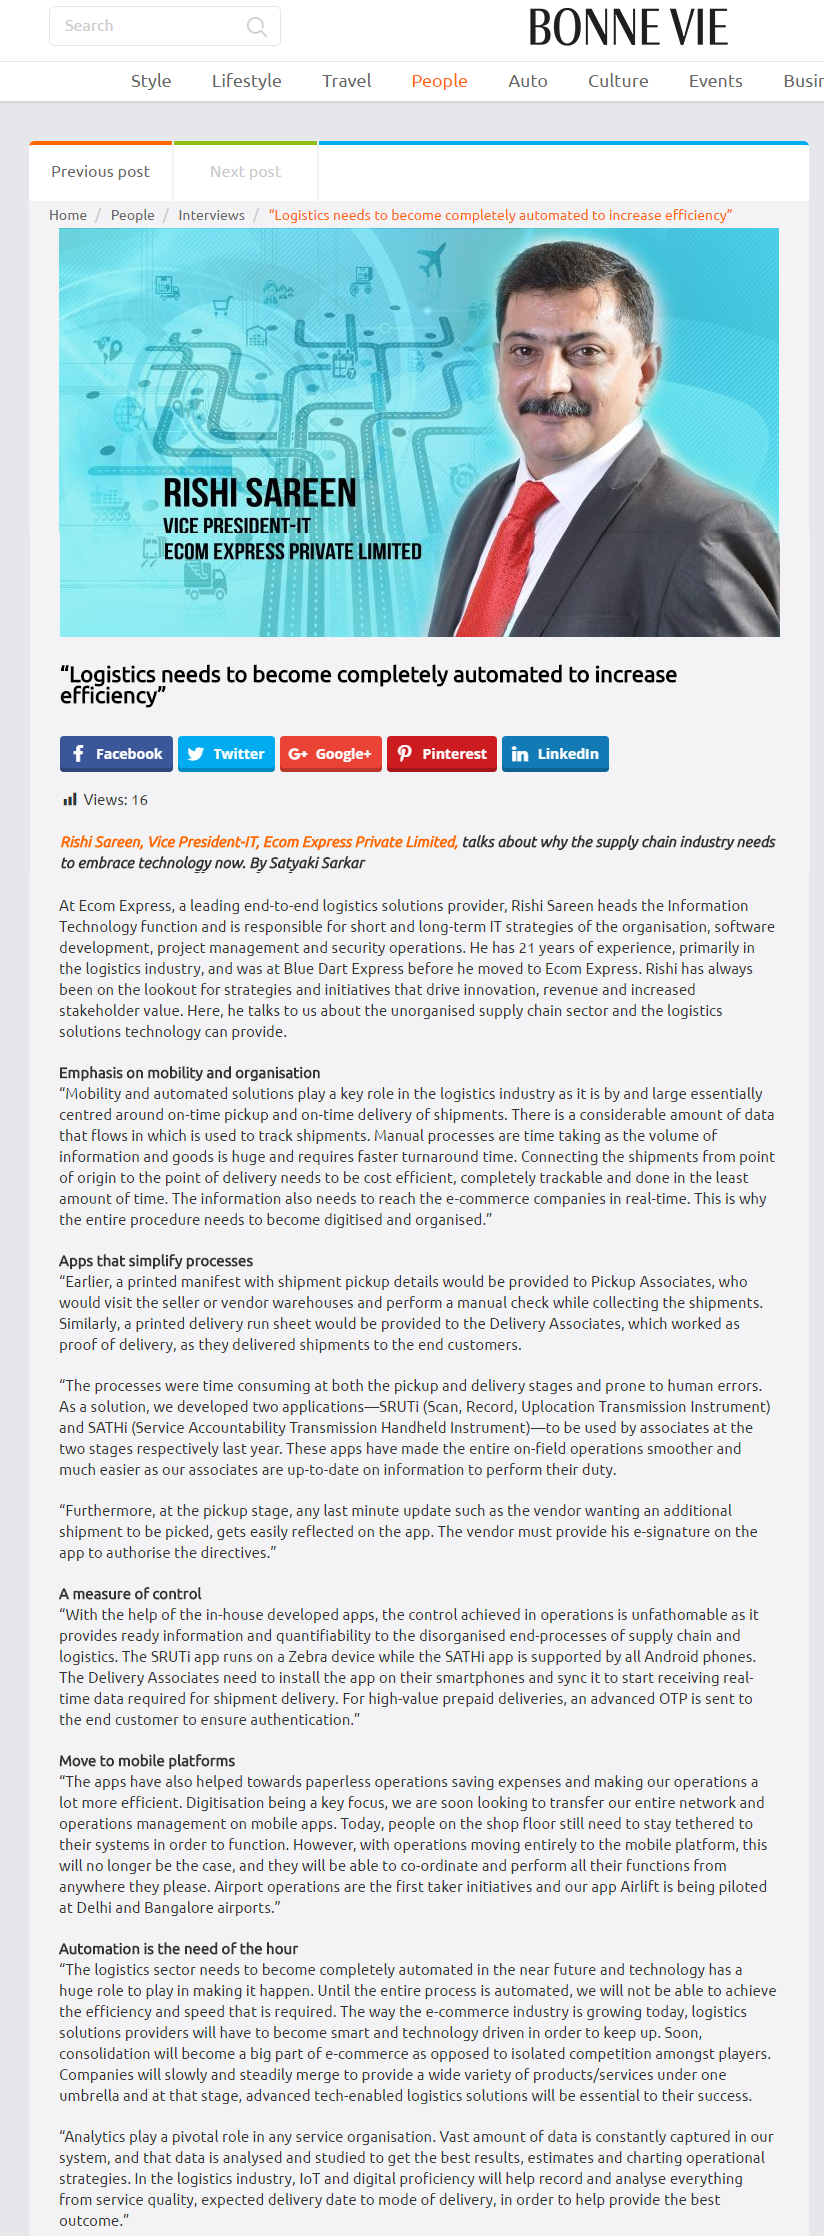 Search
BONNE VIE
Style Lifestyle Travel People Auto Culture Events
Previous post Next post
Home / People / Interviews / “Logistics needs to become completely automated to increase efficiency”
RISHI SAREEN
VICE PRESIDENT-IT
ECOM EXPRESS PRIVATE LIMITED
“Logistics needs to become completely automated to increase
efficiency”
Facebook Twitter G+ Google+ Pinterest in LinkedIn
Views: 16
Rishi Sareen, Vice President-IT, Ecom Express Private Limited, talks about why the supply chain industry needs
to embrace technology now. By Satyaki Sarkar
At Ecom Express, a leading end-to-end logistics solutions provider, Rishi Sareen heads the Information
Technology function and is responsible for short and long-term IT strategies of the organisation, software
development, project management and security operations. He has 21 years of experience, primarily in
the logistics industry, and was at Blue Dart Express before he moved to Ecom Express. Rishi has always
been on the lookout for strategies and initiatives that drive innovation, revenue and increased
stakeholder value. Here, he talks to us about the unorganised supply chain sector and the logistics
solutions technology can provide.
Emphasis on mobility and organisation
“Mobility and automated solutions play a key role in the logistics industry as it is by and large essentially
centred around on-time pickup and on-time delivery of shipments. There is a considerable amount of data
that flows in which is used to track shipments. Manual processes are time taking as the volume of
information and goods is huge and requires faster turnaround time. Connecting the shipments from point
of origin to the point of delivery needs to be cost efficient, completely trackable and done in the least
amount of time. The information also needs to reach the e-commerce companies in real-time. This is why
the entire procedure needs to become digitised and organised.”
Apps that simplify processes
“Earlier, a printed manifest with shipment pickup details would be provided to Pickup Associates, who
would visit the seller or vendor warehouses and perform a manual check while collecting the shipments.
Similarly, a printed delivery run sheet would be provided to the Delivery Associates, which worked as
proof of delivery, as they delivered shipments to the end customers.
“The processes were time consuming at both the pickup and delivery stages and prone to human errors.
As a solution, we developed two applications—SRUTi (Scan, Record, Uplocation Transmission Instrument)
and SATHi (Service Accountability Transmission Handheld Instrument)—to be used by associates at the
two stages respectively last year. These apps have made the entire on-field operations smoother and
much easier as our associates are up-to-date on information to perform their duty.
“Furthermore, at the pickup stage, any last minute update such as the vendor wanting an additional
shipment to be picked, gets easily reflected on the app. The vendor must provide his e-signature on the
app to authorise the directives.”
A measure of control
“With the help of the in-house developed apps, the control achieved in operations is unfathomable as it
provides ready information and quantifiability to the disorganised end-processes of supply chain and
logistics. The SRUTi app runs on a Zebra device while the SATHi app is supported by all Android phones.
The Delivery Associates need to install the app on their smartphones and sync it to start receiving real-
time data required for shipment delivery. For high-value prepaid deliveries, an advanced OTP is sent to
the end customer to ensure authentication.”
Move to mobile platforms
“The apps have also helped towards paperless operations saving expenses and making our operations a
lot more efficient. Digitisation being a key focus, we are soon looking to transfer our entire network and
operations management on mobile apps. Today, people on the shop floor still need to stay tethered to
their systems in order to function. However, with operations moving entirely to the mobile platform, this
will no longer be the case, and they will be able to co-ordinate and perform all their functions from
anywhere they please. Airport operations are the first taker initiatives and our app Airlift is being piloted
at Delhi and Bangalore airports.”
Automation is the need of the hour
“The logistics sector needs to become completely automated in the near future and technology has a
huge role to play in making it happen. Until the entire process is automated, we will not be able to achieve
the efficiency and speed that is required. The way the e-commerce industry is growing today, logistics
solutions providers will have to become smart and technology driven in order to keep up. Soon,
consolidation will become a big part of e-commerce as opposed to isolated competition amongst players.
Companies will slowly and steadily merge to provide a wide variety of products/services under one
umbrella and at that stage, advanced tech-enabled logistics solutions will be essential to their success.
“Analytics play a pivotal role in any service organisation. Vast amount of data is constantly captured in our
system, and that data is analysed and studied to get the best results, estimates and charting operational
strategies. In the logistics industry, IoT and digital proficiency will help record and analyse everything
from service quality, expected delivery date to mode of delivery, in order to help provide the best
outcome.”